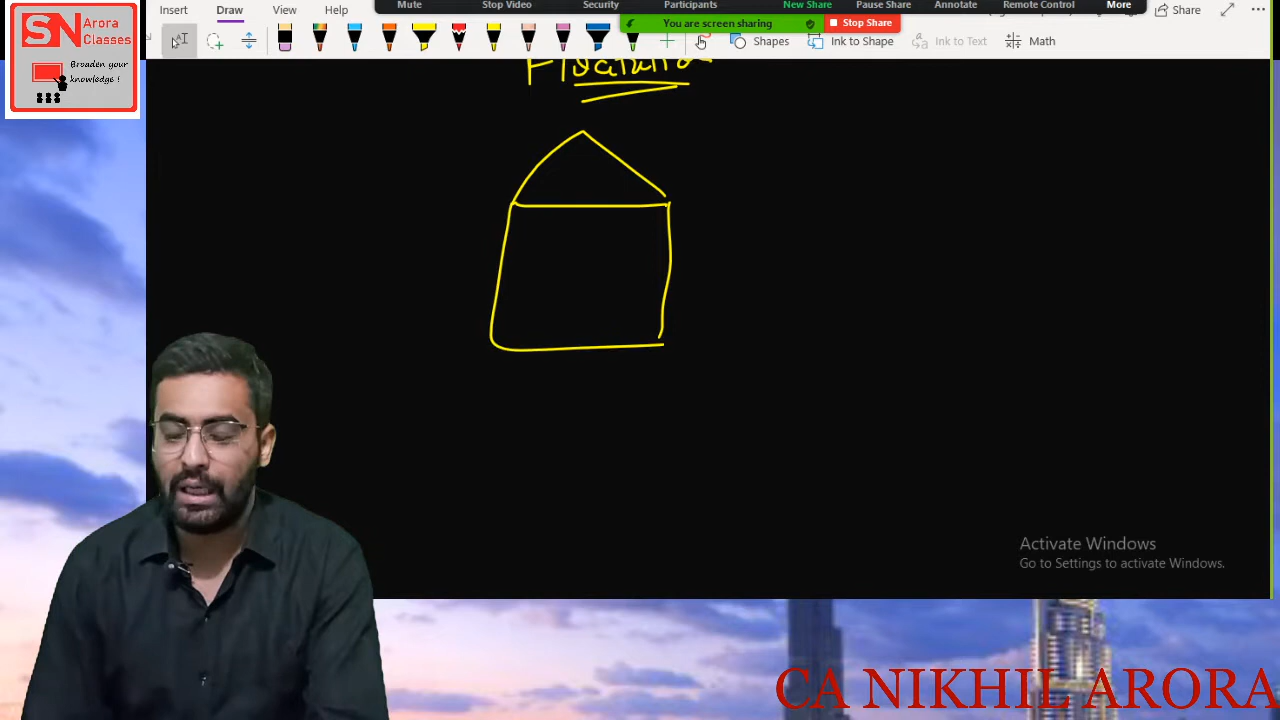 SN Arora Classes
Broaden your
knowledge !
Mute Stop Video Security Participants New Share Pause Share Annotate Remote Control More
Insert Draw View Help
You are screen sharing Stop Share
Share
Shapes Ink to Shape Ink to Text Math
Activate Windows
Go to Settings to activate Windows.
CA NIKHIL ARORA